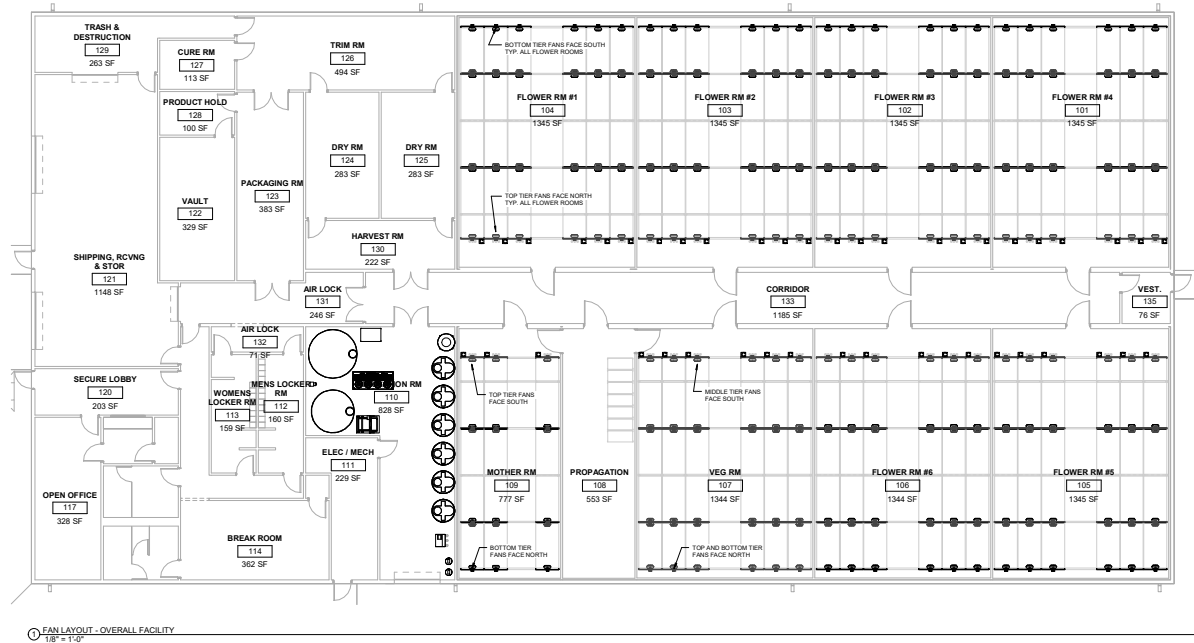 TRASH &
DESTRUCTION
129
263 SF
CURE RM
127
113 SF
TRIM RM
126
494 SF
BOTTOM TIER FANS FACE SOUTH
TYP. ALL FLOWER ROOMS
PRODUCT HOLD
128
100 SF
FLOWER RM #1
104
1345 SF
FLOWER RM #2
103
1345 SF
FLOWER RM #3
102
1345 SF
FLOWER RM #4
101
1345 SF
DRY RM
124
283 SF
DRY RM
125
283 SF
PACKAGING RM
123
383 SF
VAULT
122
329 SF
TOP TIER FANS FACE NORTH
TYP. ALL FLOWER ROOMS
HARVEST RM
130
222 SF
SHIPPING, RCVNG
& STOR
121
1148 SF
AIR LOCK
131
246 SF
CORRIDOR
133
1185 SF
VEST.
135
76 SF
AIR LOCK
132
71 SF
SECURE LOBBY
120
203 SF
WOMENS
LOCKER RM
113
159 SF
MENS LOCKER
RM
112
160 SF
ION RM
110
828 SF
TOP TIER FANS
FACE SOUTH
MIDDLE TIER FANS
FACE SOUTH
ELEC / MECH
111
229 SF
OPEN OFFICE
117
328 SF
MOTHER RM
109
777 SF
PROPAGATION
108
553 SF
VEG RM
107
1344 SF
FLOWER RM #6
106
1344 SF
FLOWER RM #5
105
1345 SF
BREAK ROOM
114
362 SF
BOTTOM TIER
FANS FACE NORTH
TOP AND BOTTOM TIER
FANS FACE NORTH
1
FAN LAYOUT - OVERALL FACILITY
1/8" = 1'-0"